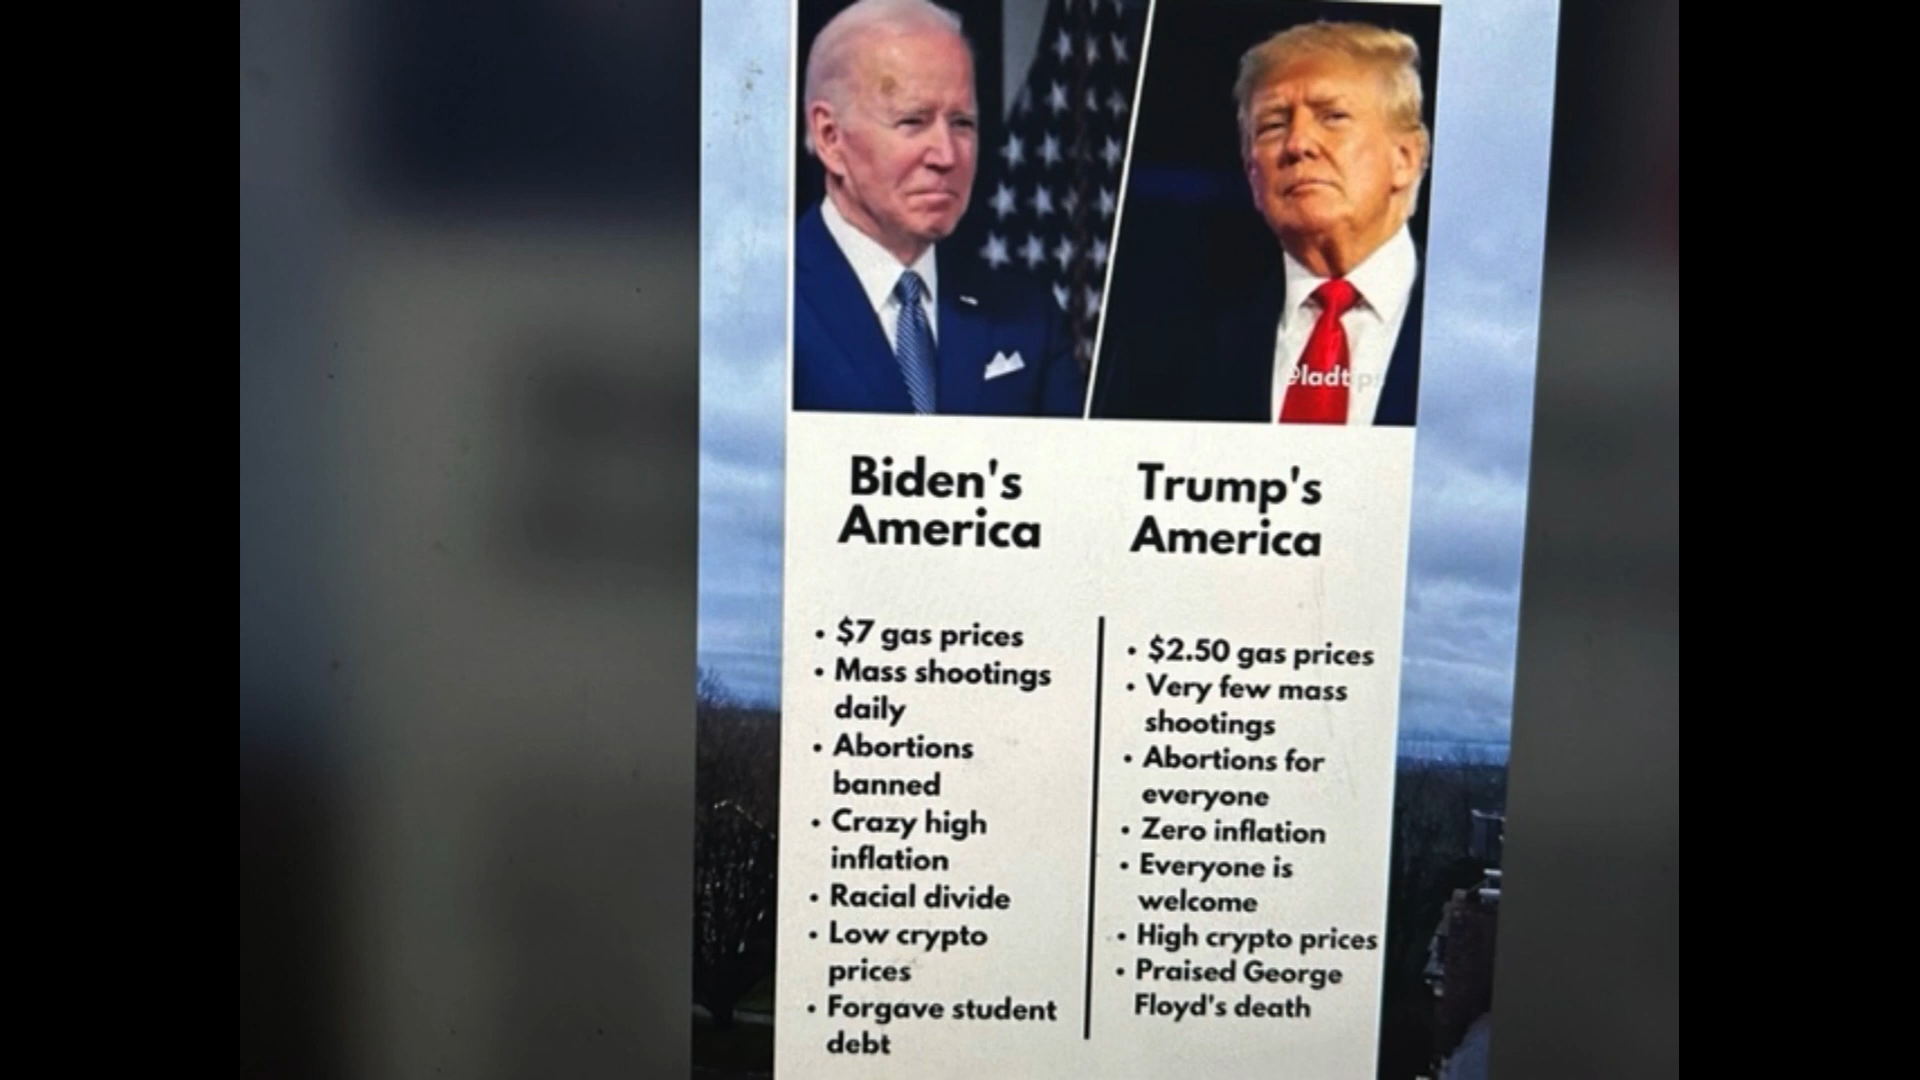 @ladtips
Biden's
America
Trump's
America
• $7 gas prices
• Mass shootings
daily
• Abortions
banned
• Crazy high
inflation
• Racial divide
• Low crypto
prices
• Forgave student
debt
• $2.50 gas prices
• Very few mass
shootings
• Abortions for
everyone
• Zero inflation
• Everyone is
welcome
• High crypto prices
• Praised George
Floyd's death